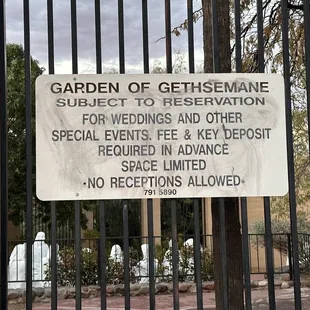 GARDEN OF GETHSEMANE
SUBJECT TO RESERVATION
FOR WEDDINGS AND OTHER
SPECIAL EVENTS. FEE & KEY DEPOSIT
REQUIRED IN ADVANCE
SPACE LIMITED
·NO RECEPTIONS ALLOWED·
791 5890